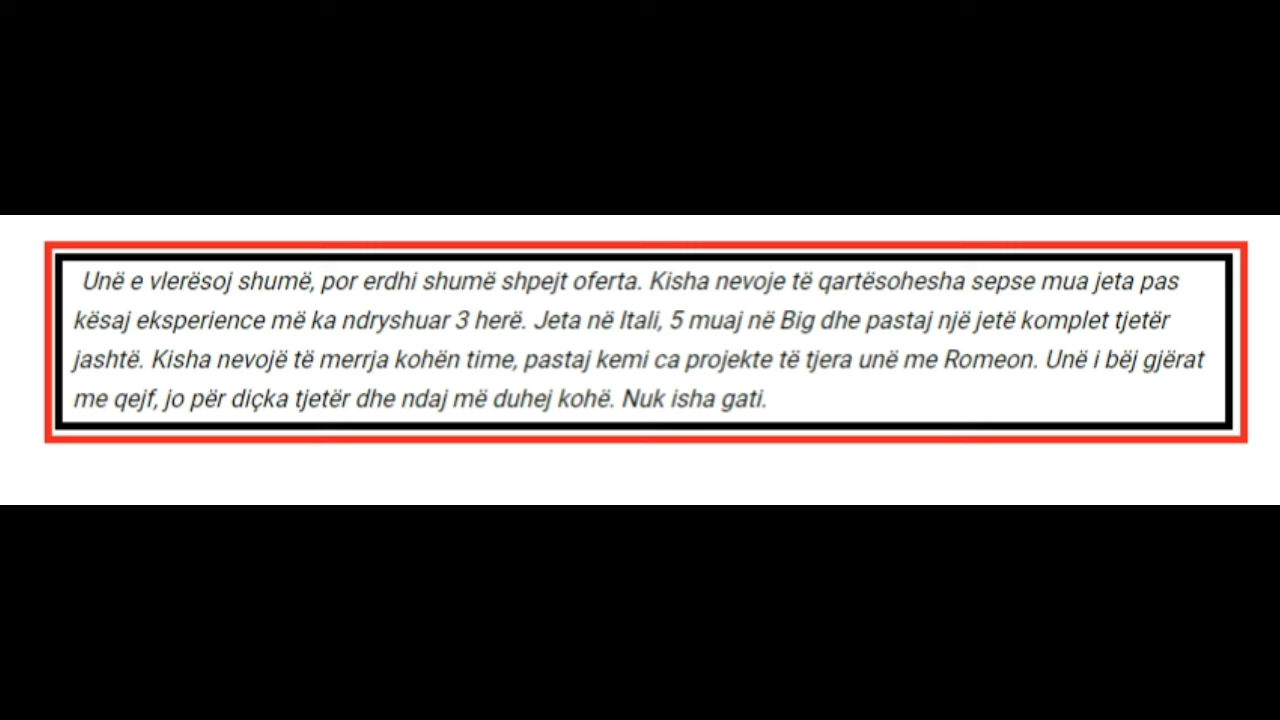 Unë e vlerësoj shumë, por erdhi shumë shpejt oferta. Kisha nevoje të qartësohesha sepse mua jeta pas
kësaj eksperience më ka ndryshuar 3 herë. Jeta në Itali, 5 muaj në Big dhe pastaj një jetë komplet tjetër
jashtë. Kisha nevojë të merrja kohën time, pastaj kemi ca projekte të tjera unë me Romeon. Unë i bëj gjërat
me qejf, jo për diçka tjetër dhe ndaj më duhej kohë. Nuk isha gati.